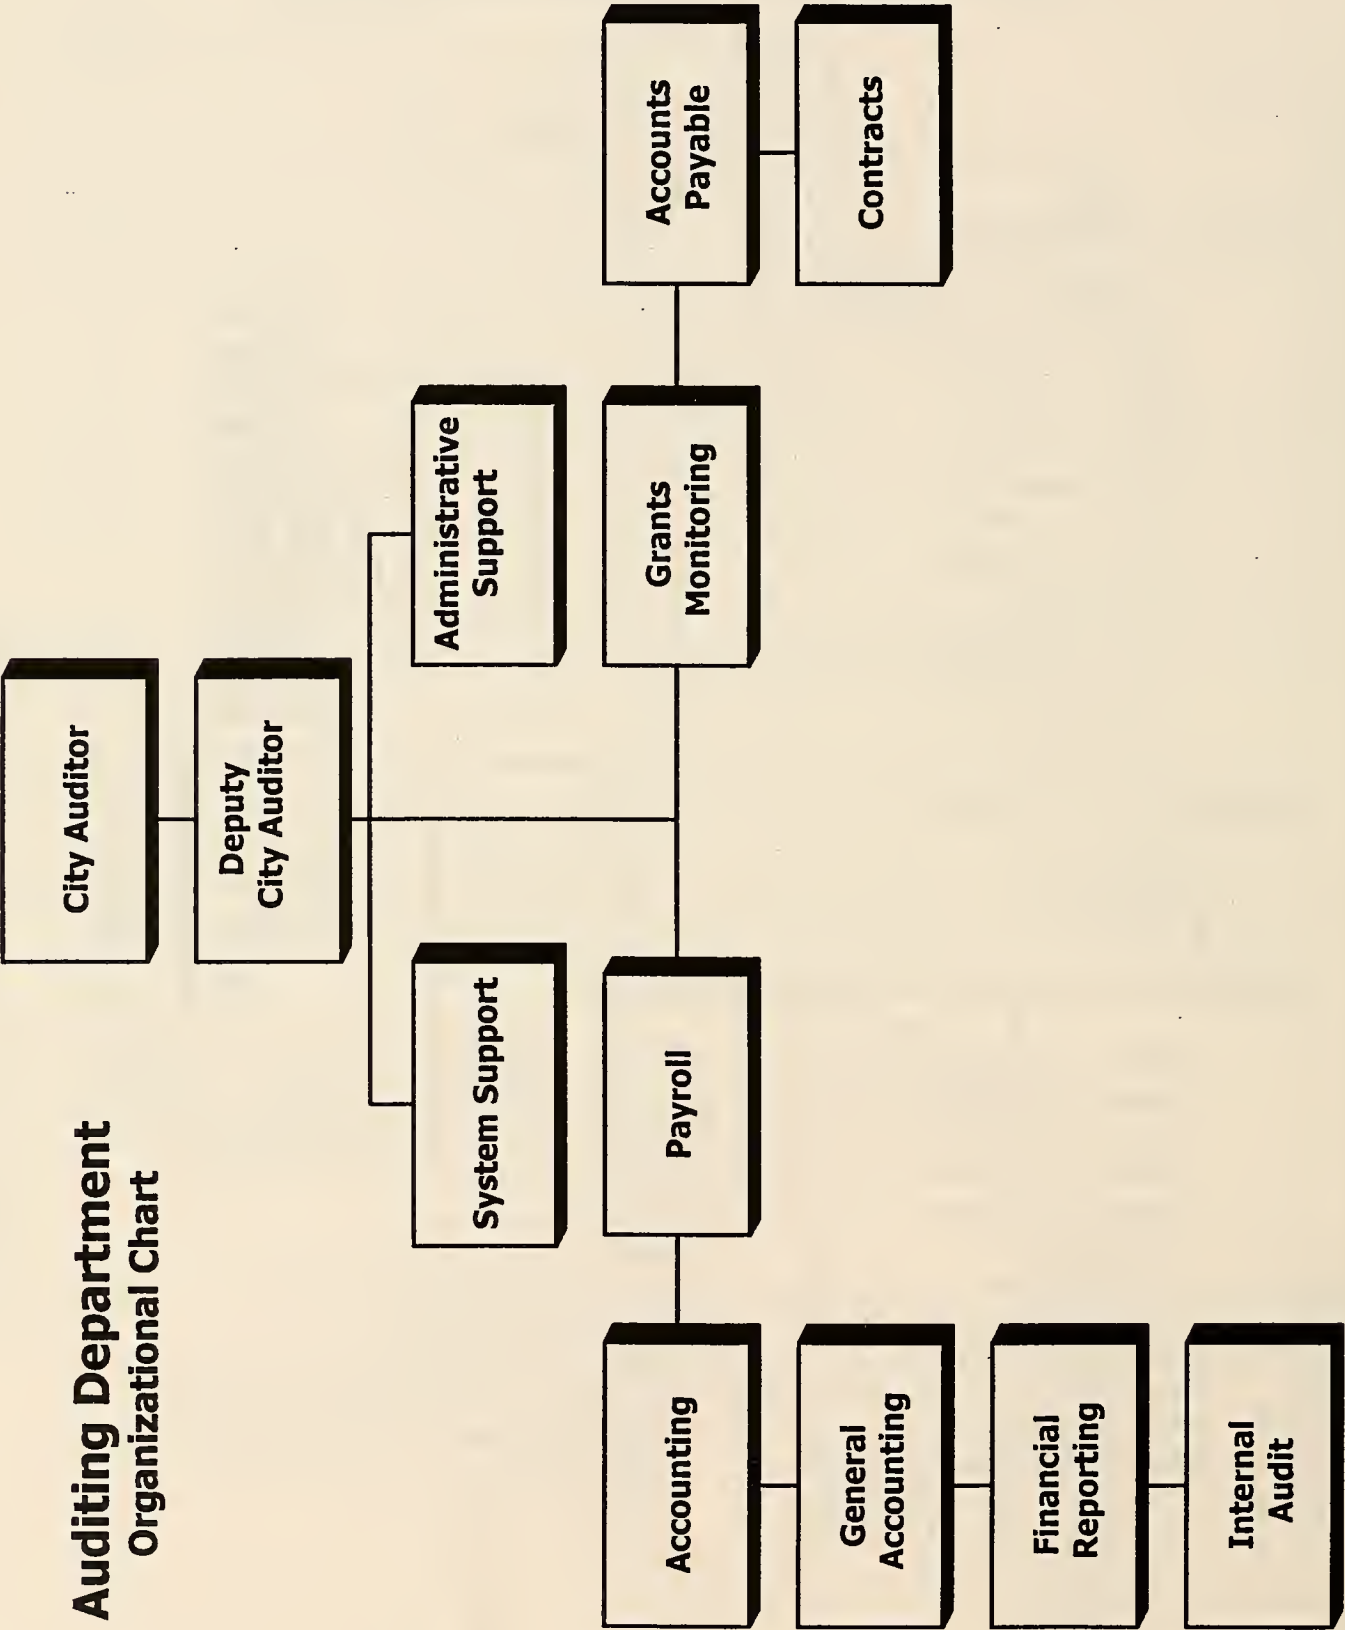 Auditing Department
Organizational Chart
City Auditor
Deputy
City Auditor
System Support
Administrative
Support
Accounting
Payroll
Grants
Monitoring
Accounts
Payable
General
Accounting
Contracts
Financial
Reporting
Internal
Audit